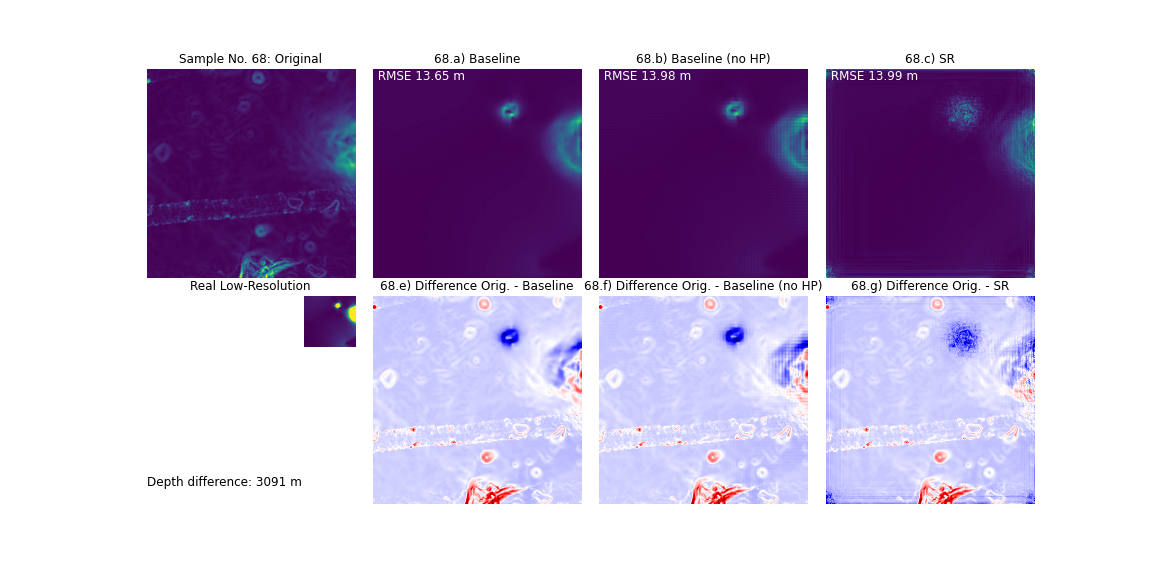 Sample No. 68: Original
68.a) Baseline
68.b) Baseline (no HP)
68.c) SR
RMSE 13.65 m
RMSE 13.98 m
RMSE 13.99 m
Real Low-Resolution
68.e) Difference Orig. - Baseline
68.f) Difference Orig. - Baseline (no HP)
68.g) Difference Orig. - SR
Depth difference: 3091 m